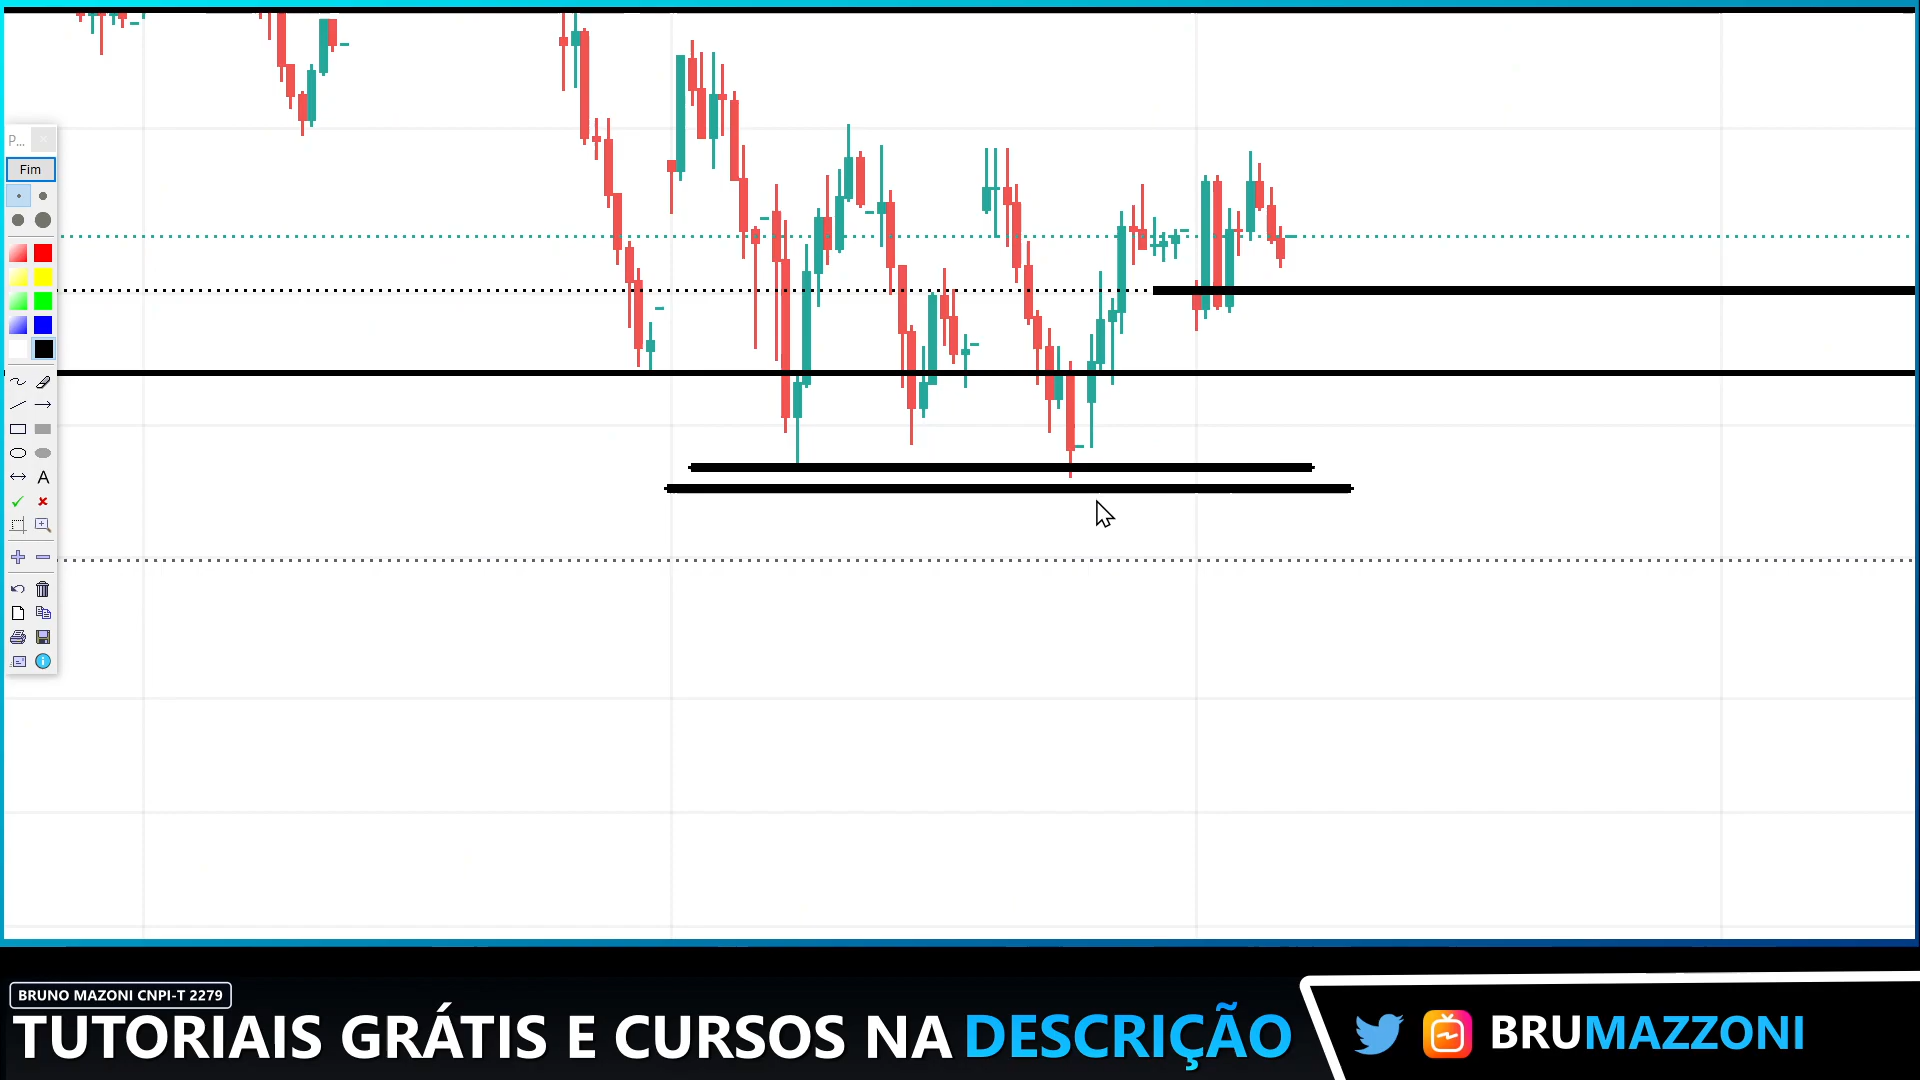 P...
Fim
A
BRUNO MAZONI CNPI-T 2279
TUTORIAIS GRÁTIS E CURSOS NA DESCRIÇÃO
BRUMAZZONI